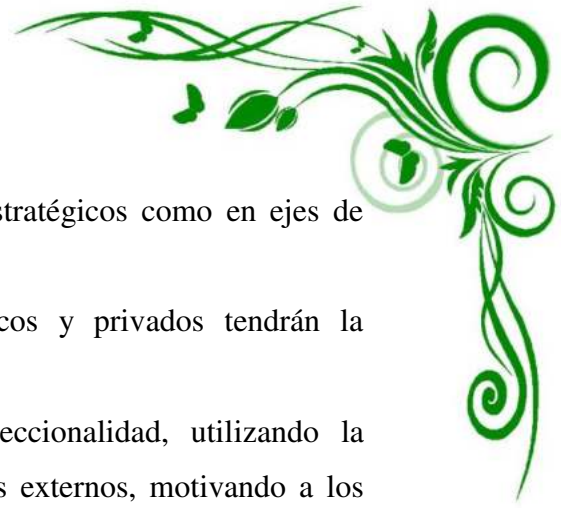 stratégicos como en ejes de
cos y privados tendrán la
eccionalidad, utilizando la
s externos, motivando a los